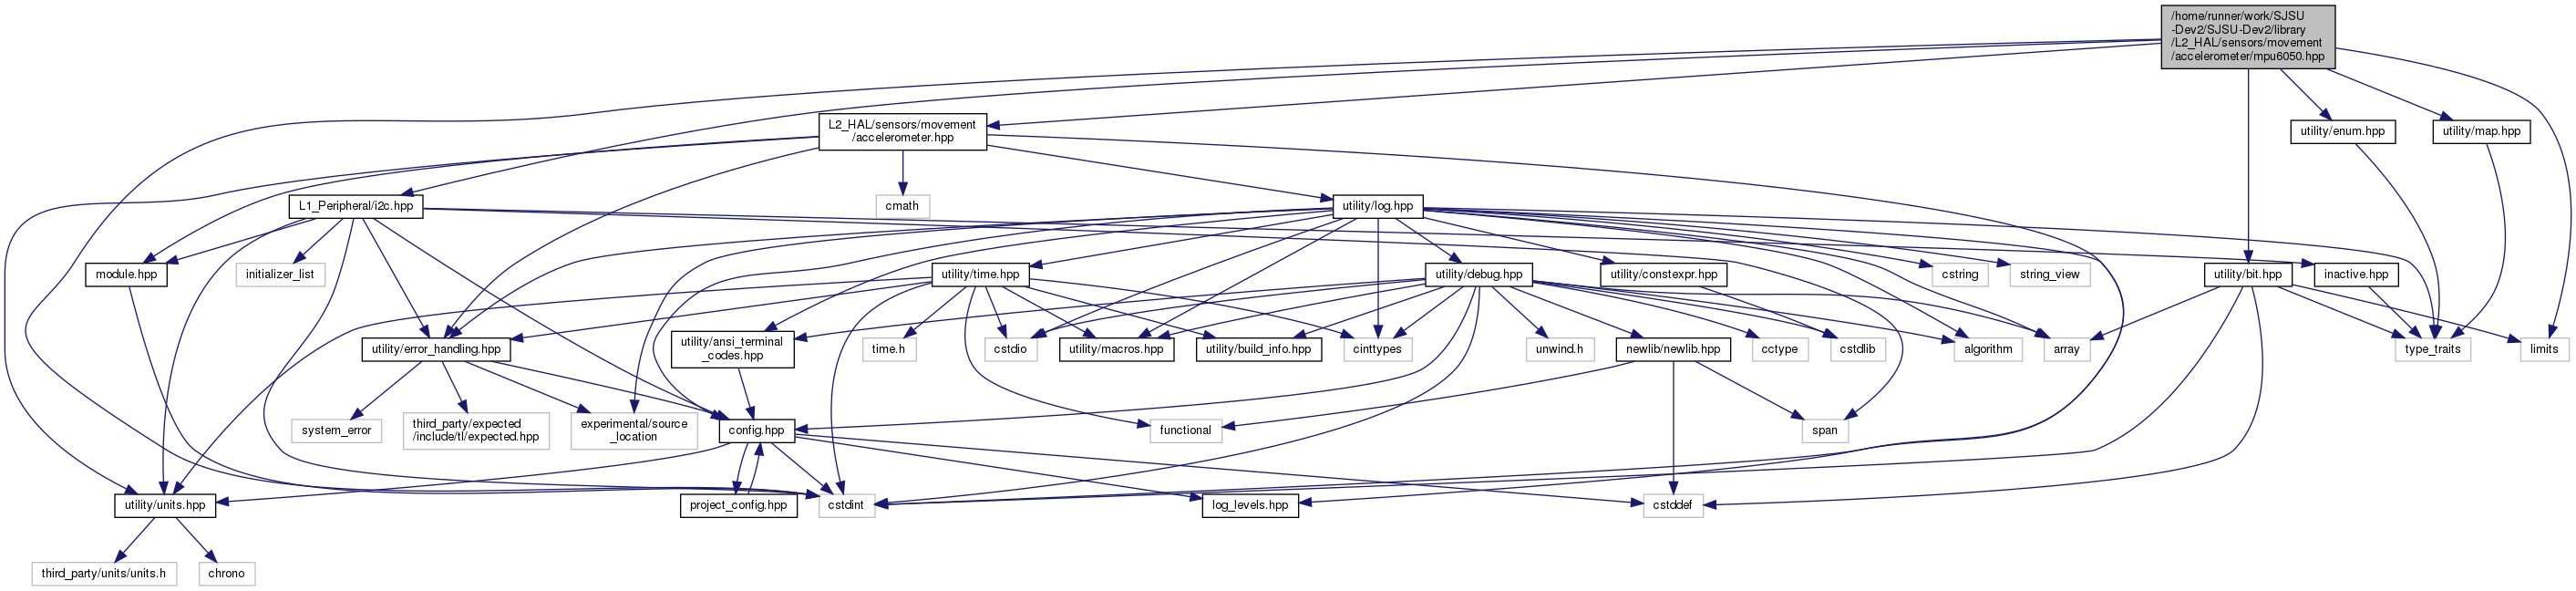 /home/runner/work/SJSU
-Dev2/SJSU-Dev2/library
/L2_HAL/sensors/movement
/accelerometer/mpu6050.hpp
L2_HAL/sensors/movement
/accelerometer.hpp
utility/enum.hpp
utility/map.hpp
L1_Peripheral/i2c.hpp
cmath
utility/log.hpp
module.hpp
initializer_list
utility/time.hpp
utility/debug.hpp
utility/constexpr.hpp
cstring
string_view
utility/bit.hpp
inactive.hpp
utility/error_handling.hpp
utility/ansi_terminal
_codes.hpp
time.h
cstdio
utility/macros.hpp
utility/build_info.hpp
cinttypes
unwind.h
newlib/newlib.hpp
cctype
cstdlib
algorithm
array
type_traits
limits
system_error
third_party/expected
/include/tl/expected.hpp
experimental/source
_location
config.hpp
functional
span
utility/units.hpp
project_config.hpp
cstdint
log_levels.hpp
cstddef
third_party/units/units.h
chrono